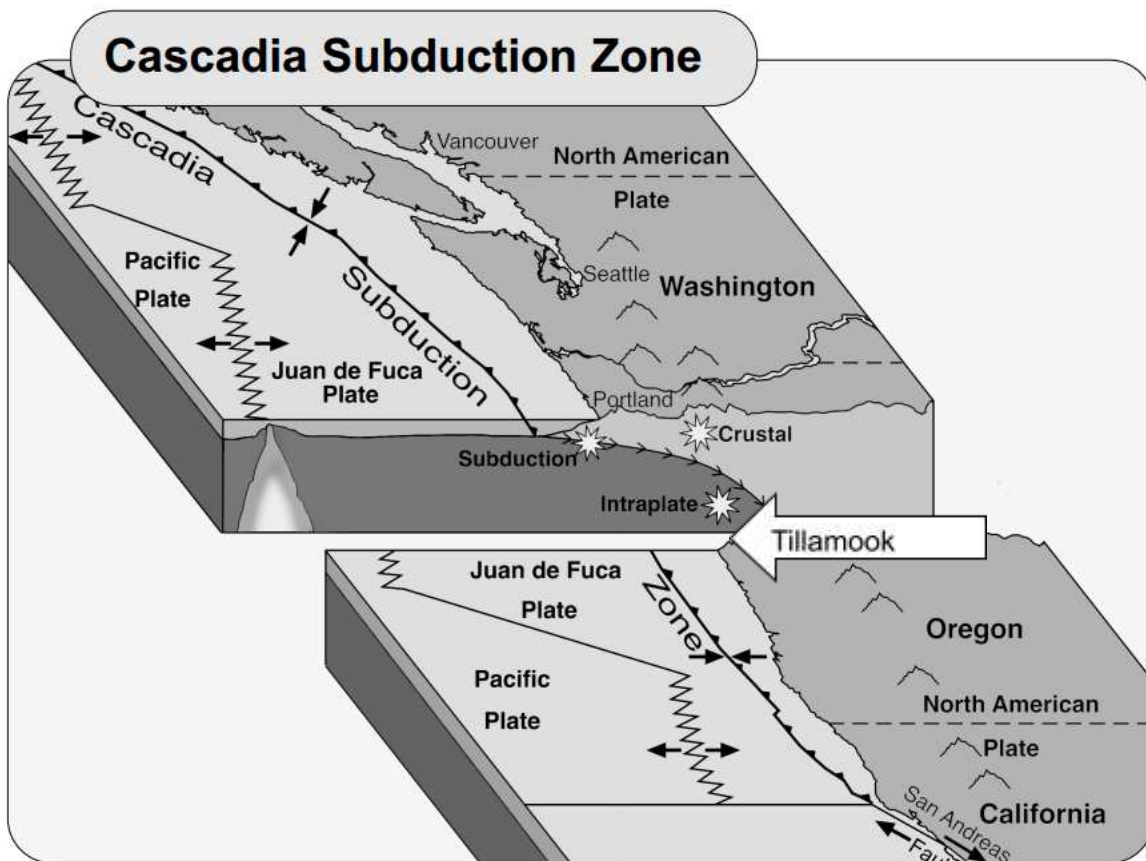 Cascadia Subduction Zone
Cascadia
Subduction
Zone
Vancouver
North American
Plate
Seattle
Washington
Pacific
Plate
Juan de Fuca
Plate
Portland
Crustal
Subduction
Intraplate
Tillamook
Juan de Fuca
Plate
Oregon
Pacific
Plate
North American
Plate
California
San Andreas